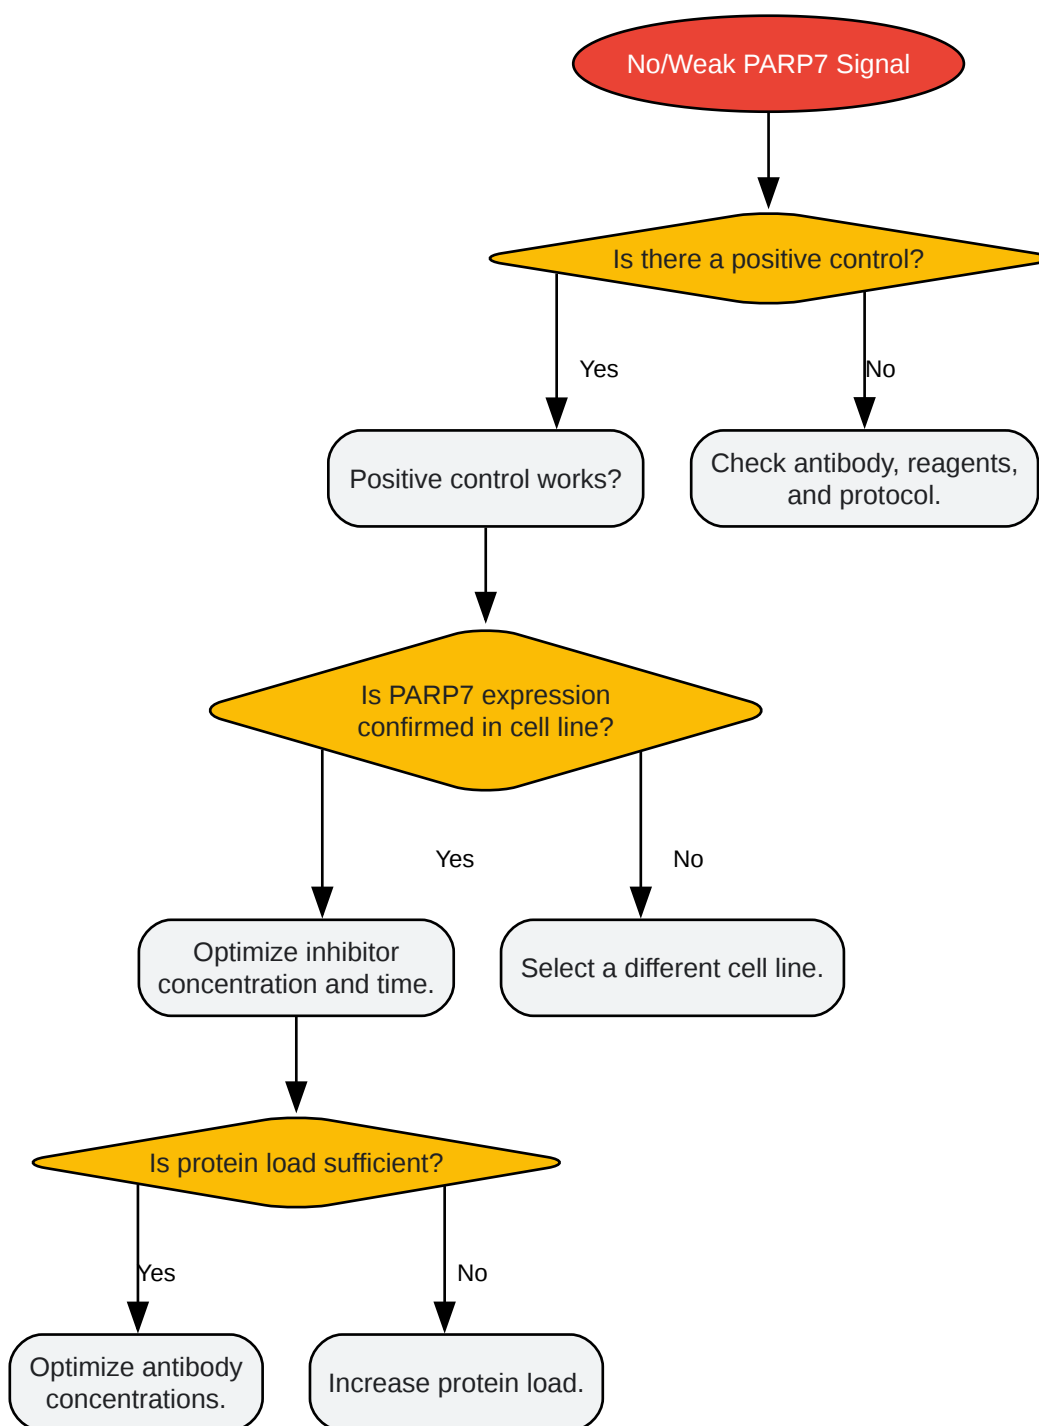 No/Weak PARP7 Signal
Is there a positive control?
Yes
No
Positive control works?
Check antibody, reagents,
and protocol.
Is PARP7 expression
confirmed in cell line?
Yes
No
Optimize inhibitor
concentration and time.
Select a different cell line.
Is protein load sufficient?
Yes
No
Optimize antibody
concentrations.
Increase protein load.